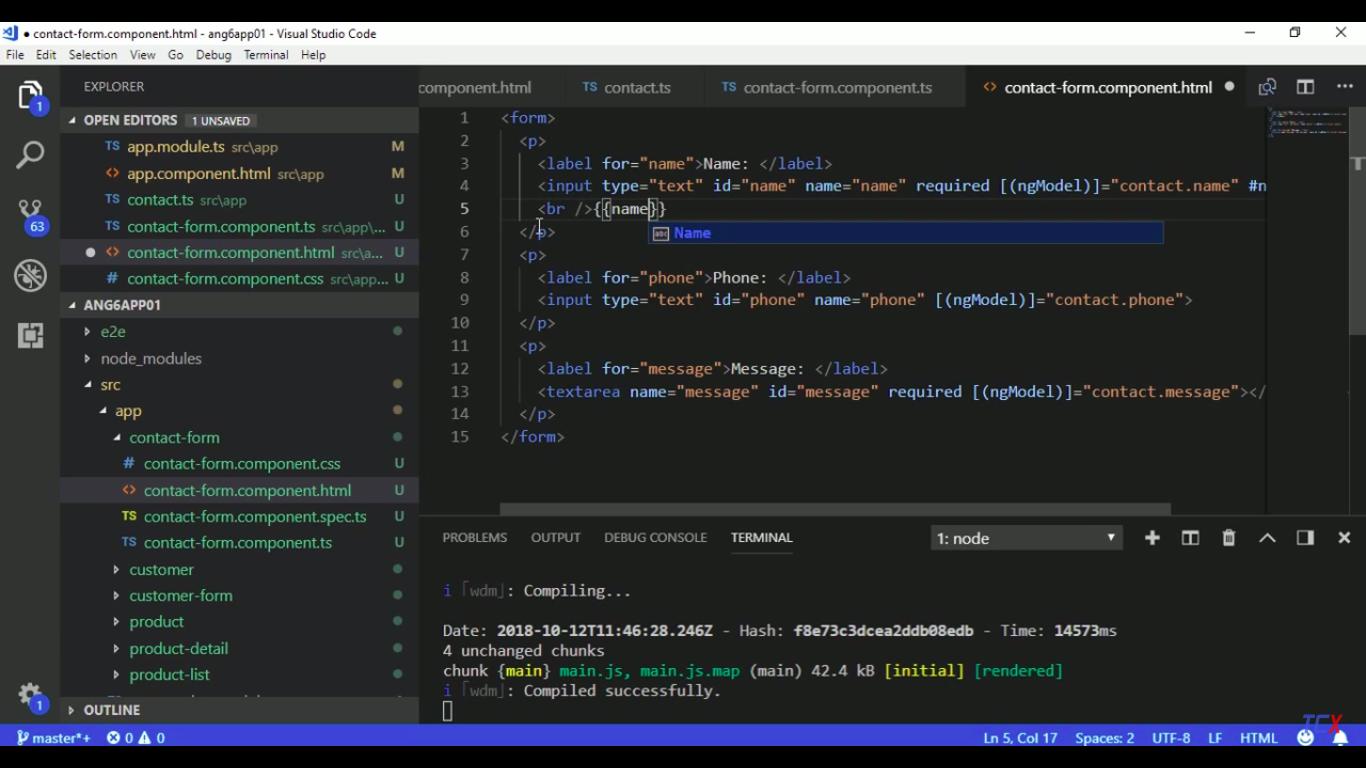 contact-form.component.html - ang6app01 - Visual Studio Code
File Edit Selection View Go Debug Terminal Help
EXPLORER
component.html TS contact.ts TS contact-form.component.ts <> contact-form.component.html
1
OPEN EDITORS 1 UNSAVED
TS app.module.ts src\app M
<> app.component.html src\app M
TS contact.ts src\app U
TS contact-form.component.ts src\app\... U
<> contact-form.component.html src\a... U
# contact-form.component.css src\app... U
63
ANG6APP01
e2e
node_modules
src
app
contact-form
# contact-form.component.css U
<> contact-form.component.html U
TS contact-form.component.spec.ts U
TS contact-form.component.ts U
customer
customer-form
product
product-detail
product-list
1
OUTLINE
1 <form>
2 <p>
3 <label for="name">Name: </label>
4 <input type="text" id="name" name="name" required [(ngModel)]="contact.name" #n
5 <br />{{name}}
6 </p>
Name
7 <p>
8 <label for="phone">Phone: </label>
9 <input type="text" id="phone" name="phone" [(ngModel)]="contact.phone">
10 </p>
11 <p>
12 <label for="message">Message: </label>
13 <textarea name="message" id="message" required [(ngModel)]="contact.message"></
14 </p>
15 </form>
PROBLEMS OUTPUT DEBUG CONSOLE TERMINAL 1: node
i ｢wdm｣: Compiling...
Date: 2018-10-12T11:46:28.246Z - Hash: f8e73c3dcea2ddb08edb - Time: 14573ms
4 unchanged chunks
chunk {main} main.js, main.js.map (main) 42.4 kB [initial] [rendered]
i ｢wdm｣: Compiled successfully.
TCX
master*+ 0 0 Ln 5, Col 17 Spaces: 2 UTF-8 LF HTML